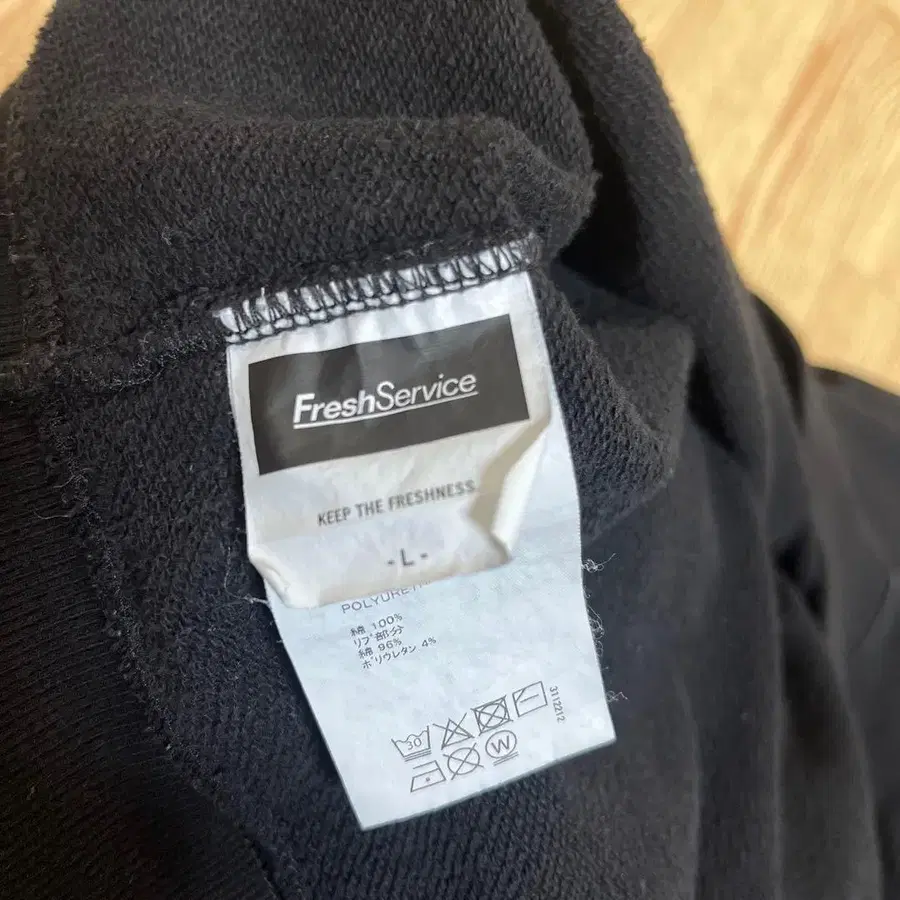 FreshService
KEEP THE FRESHNESS.
- L -
綿 100%
リブ部分
綿 96%
ポリウレタン 4%
3112212
30
W